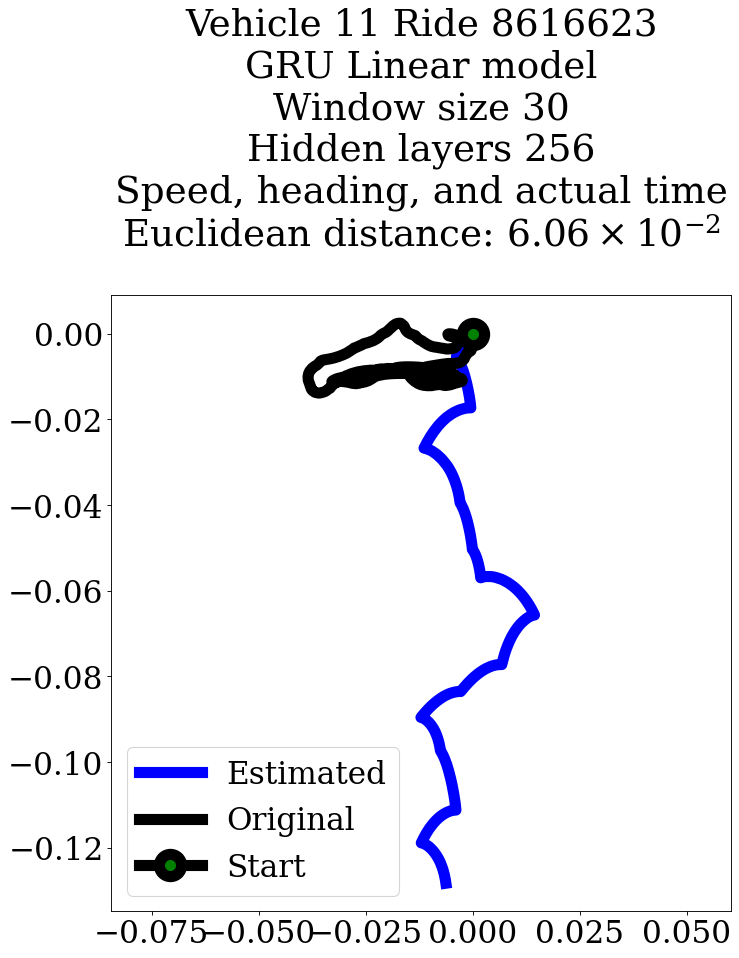 Vehicle 11 Ride 8616623
GRU Linear model
Window size 30
Hidden layers 256
Speed, heading, and actual time
Euclidean distance: 6.06 × 10⁻²
0.00
−0.02
−0.04
−0.06
−0.08
−0.10
−0.12
Estimated
Original
Start
−0.075 −0.050 −0.025 0.000 0.025 0.050